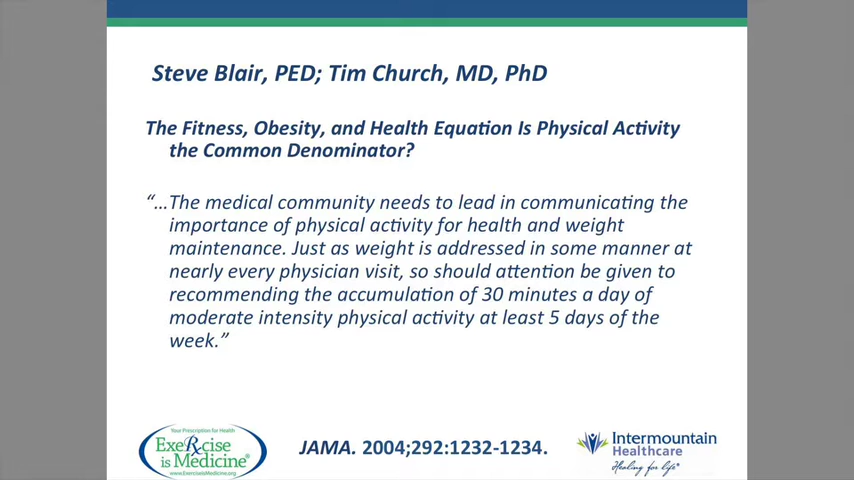 Steve Blair, PED; Tim Church, MD, PhD
The Fitness, Obesity, and Health Equation Is Physical Activity
the Common Denominator?
“…The medical community needs to lead in communicating the
importance of physical activity for health and weight
maintenance. Just as weight is addressed in some manner at
nearly every physician visit, so should attention be given to
recommending the accumulation of 30 minutes a day of
moderate intensity physical activity at least 5 days of the
week.”
Your Prescription for Health
ExeRxcise
is Medicine®
www.ExerciseisMedicine.org
JAMA. 2004;292:1232-1234.
Intermountain
Healthcare
Healing for life®